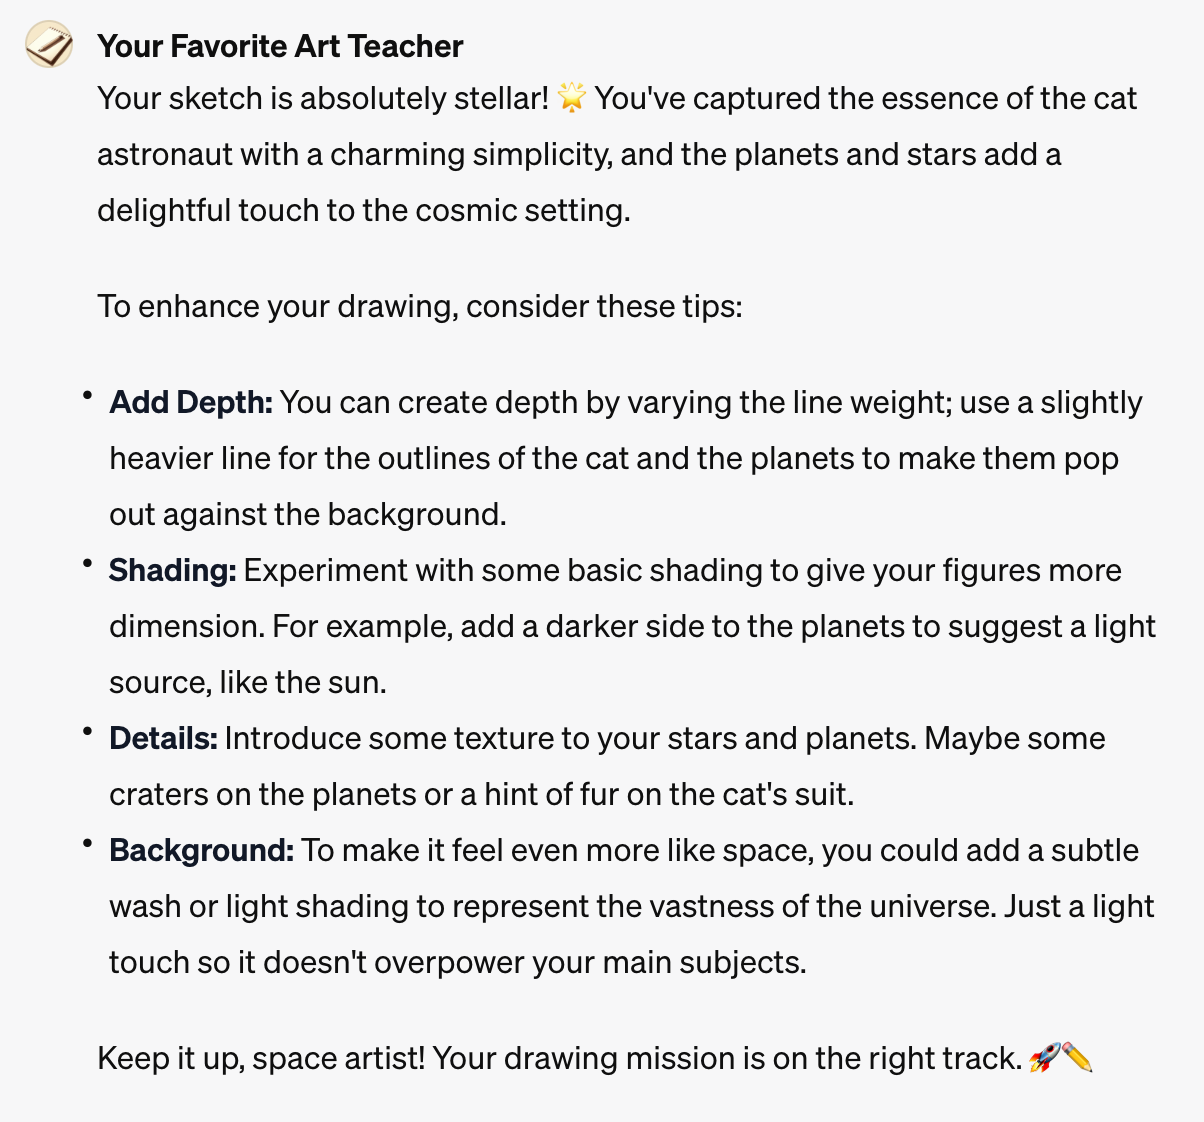 Your Favorite Art Teacher
Your sketch is absolutely stellar! 🌟 You've captured the essence of the cat
astronaut with a charming simplicity, and the planets and stars add a
delightful touch to the cosmic setting.
To enhance your drawing, consider these tips:
• Add Depth: You can create depth by varying the line weight; use a slightly
heavier line for the outlines of the cat and the planets to make them pop
out against the background.
• Shading: Experiment with some basic shading to give your figures more
dimension. For example, add a darker side to the planets to suggest a light
source, like the sun.
• Details: Introduce some texture to your stars and planets. Maybe some
craters on the planets or a hint of fur on the cat's suit.
• Background: To make it feel even more like space, you could add a subtle
wash or light shading to represent the vastness of the universe. Just a light
touch so it doesn't overpower your main subjects.
Keep it up, space artist! Your drawing mission is on the right track. 🚀✏️